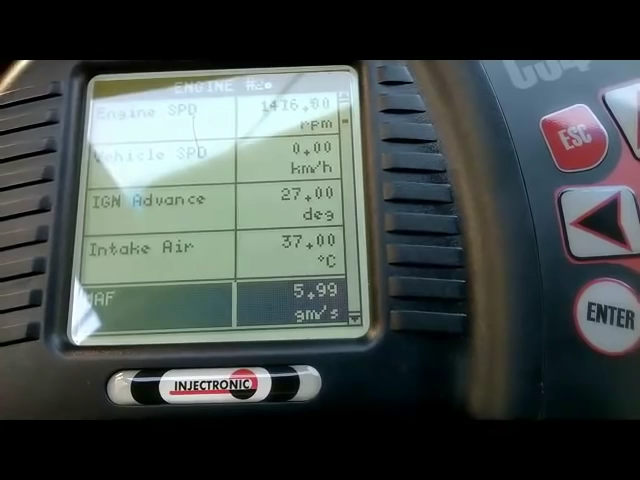 ENGINE
Engine SPD 1416.00
rpm
Vehicle SPD 0.00
km/h
IGN Advance 27.00
deg
Intake Air 37.00
°C
MAF 5.99
gm/s
INJECTRONIC
ESC
ENTER